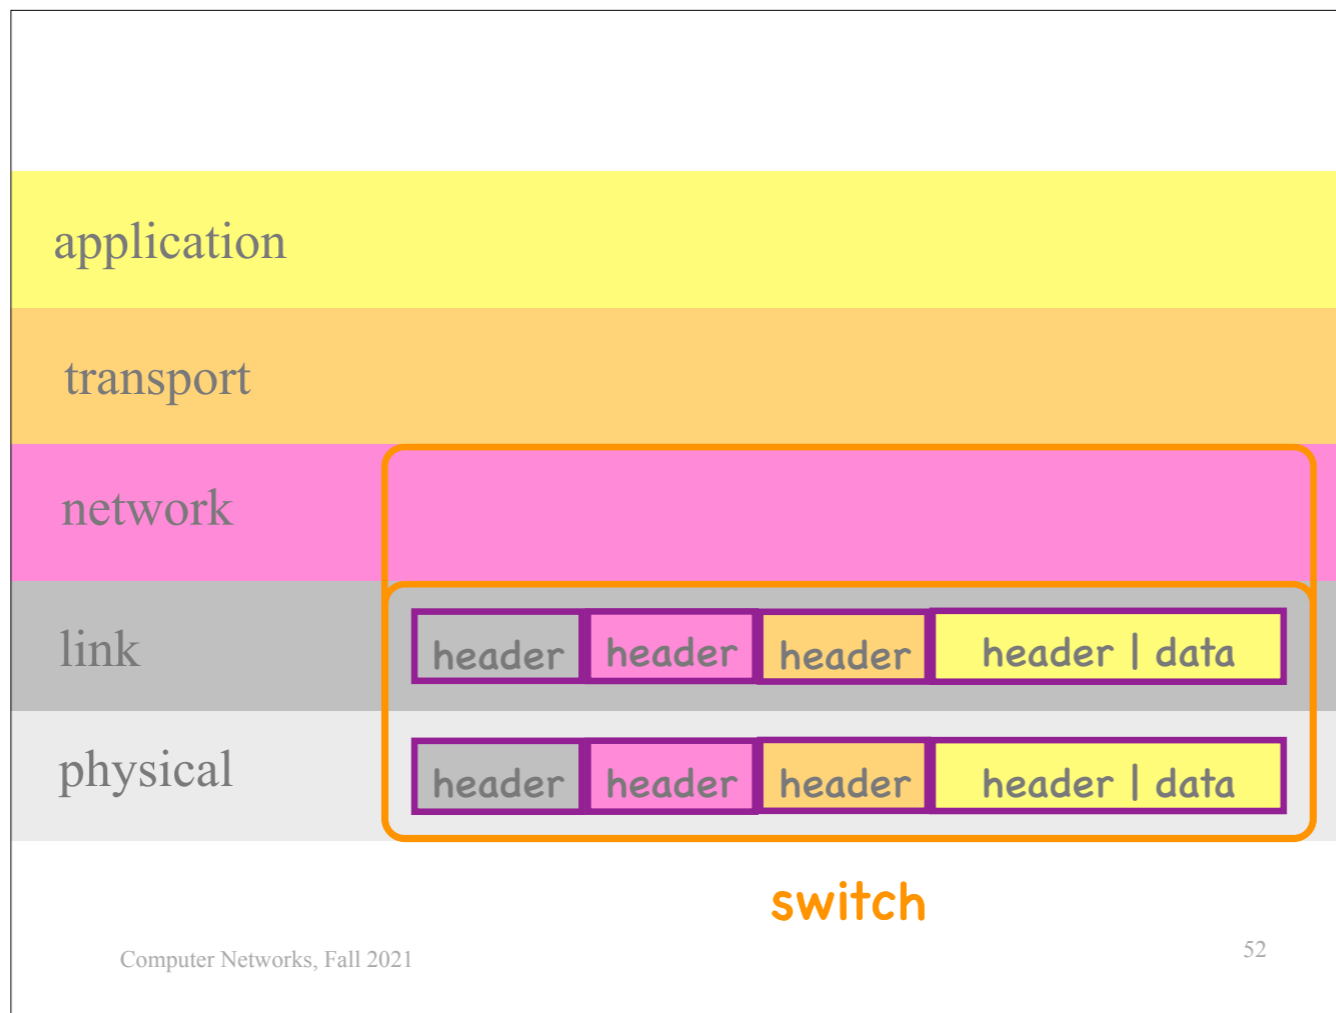 application
transport
network
link
header header header header | data
physical
header header header header | data
switch
Computer Networks, Fall 2021
52